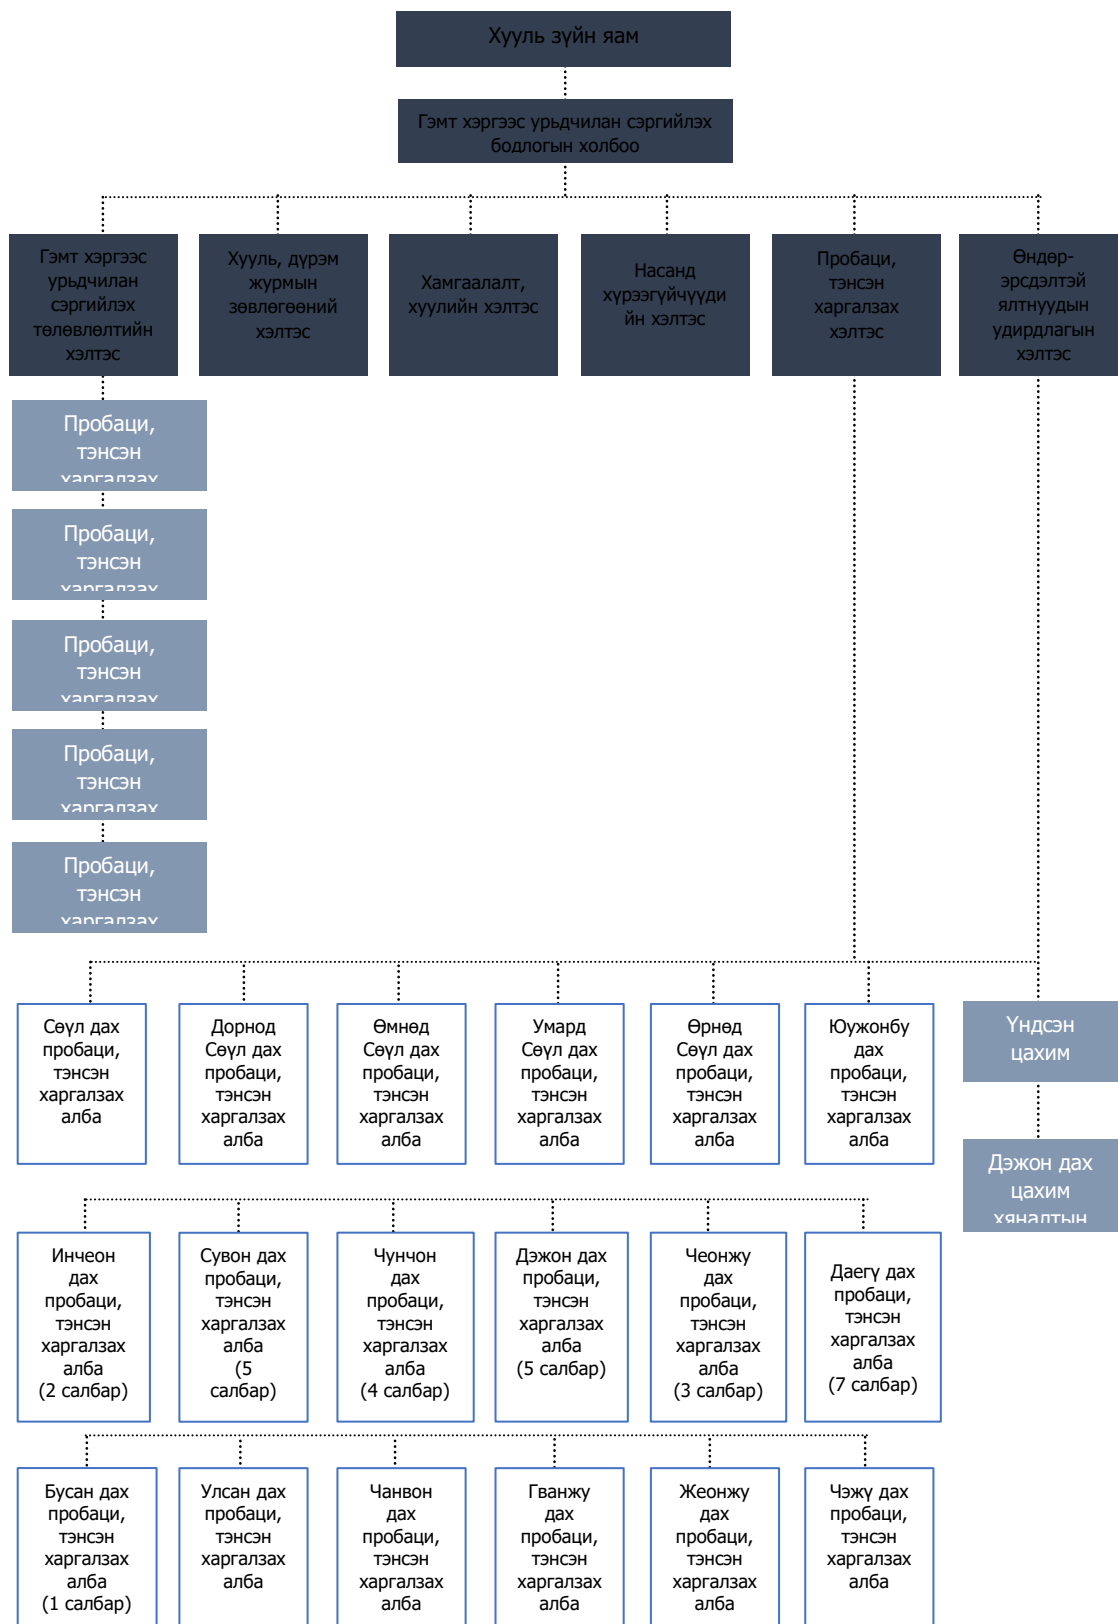 Хууль зүйн яам
Гэмт хэргээс урьдчилан сэргийлэх
бодлогын холбоо
Гэмт хэргээс
урьдчилан
сэргийлэх
төлөвлөлтийн
хэлтэс
Хууль, дүрэм
журмын
зөвлөгөөний
хэлтэс
Хамгаалалт,
хуулийн хэлтэс
Насанд
хүрээгүйчүүди
йн хэлтэс
Пробаци,
тэнсэн
харгалзах
хэлтэс
Өндөр-
эрсдэлтэй
ялтнуудын
удирдлагын
хэлтэс
Пробаци,
тэнсэн
харгалзах
Пробаци,
тэнсэн
харгалзах
Пробаци,
тэнсэн
харгалзах
Пробаци,
тэнсэн
харгалзах
Пробаци,
тэнсэн
харгалзах
Сөүл дах
пробаци,
тэнсэн
харгалзах
алба
Дорнод
Сөүл дах
пробаци,
тэнсэн
харгалзах
алба
Өмнөд
Сөүл дах
пробаци,
тэнсэн
харгалзах
алба
Умард
Сөүл дах
пробаци,
тэнсэн
харгалзах
алба
Өрнөд
Сөүл дах
пробаци,
тэнсэн
харгалзах
алба
Юужонбу
дах
пробаци,
тэнсэн
харгалзах
алба
Үндсэн
цахим
Дэжон дах
цахим
хяналтын
Инчеон
дах
пробаци,
тэнсэн
харгалзах
алба
(2 салбар)
Сувон дах
пробаци,
тэнсэн
харгалзах
алба
(5
салбар)
Чунчон
дах
пробаци,
тэнсэн
харгалзах
алба
(4 салбар)
Дэжон дах
пробаци,
тэнсэн
харгалзах
алба
(5 салбар)
Чеонжу
дах
пробаци,
тэнсэн
харгалзах
алба
(3 салбар)
Даегү дах
пробаци,
тэнсэн
харгалзах
алба
(7 салбар)
Бусан дах
пробаци,
тэнсэн
харгалзах
алба
(1 салбар)
Улсан дах
пробаци,
тэнсэн
харгалзах
алба
Чанвон
дах
пробаци,
тэнсэн
харгалзах
алба
Гванжу
дах
пробаци,
тэнсэн
харгалзах
алба
Жеонжу
дах
пробаци,
тэнсэн
харгалзах
алба
Чэжү дах
пробаци,
тэнсэн
харгалзах
алба